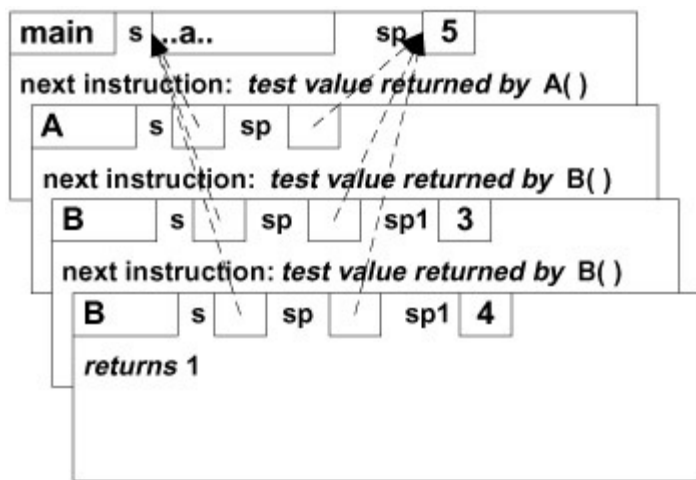 main s ..a.. sp 5
next instruction: test value returned by A( )
A s sp
next instruction: test value returned by B( )
B s sp sp1 3
next instruction: test value returned by B( )
B s sp sp1 4
returns 1